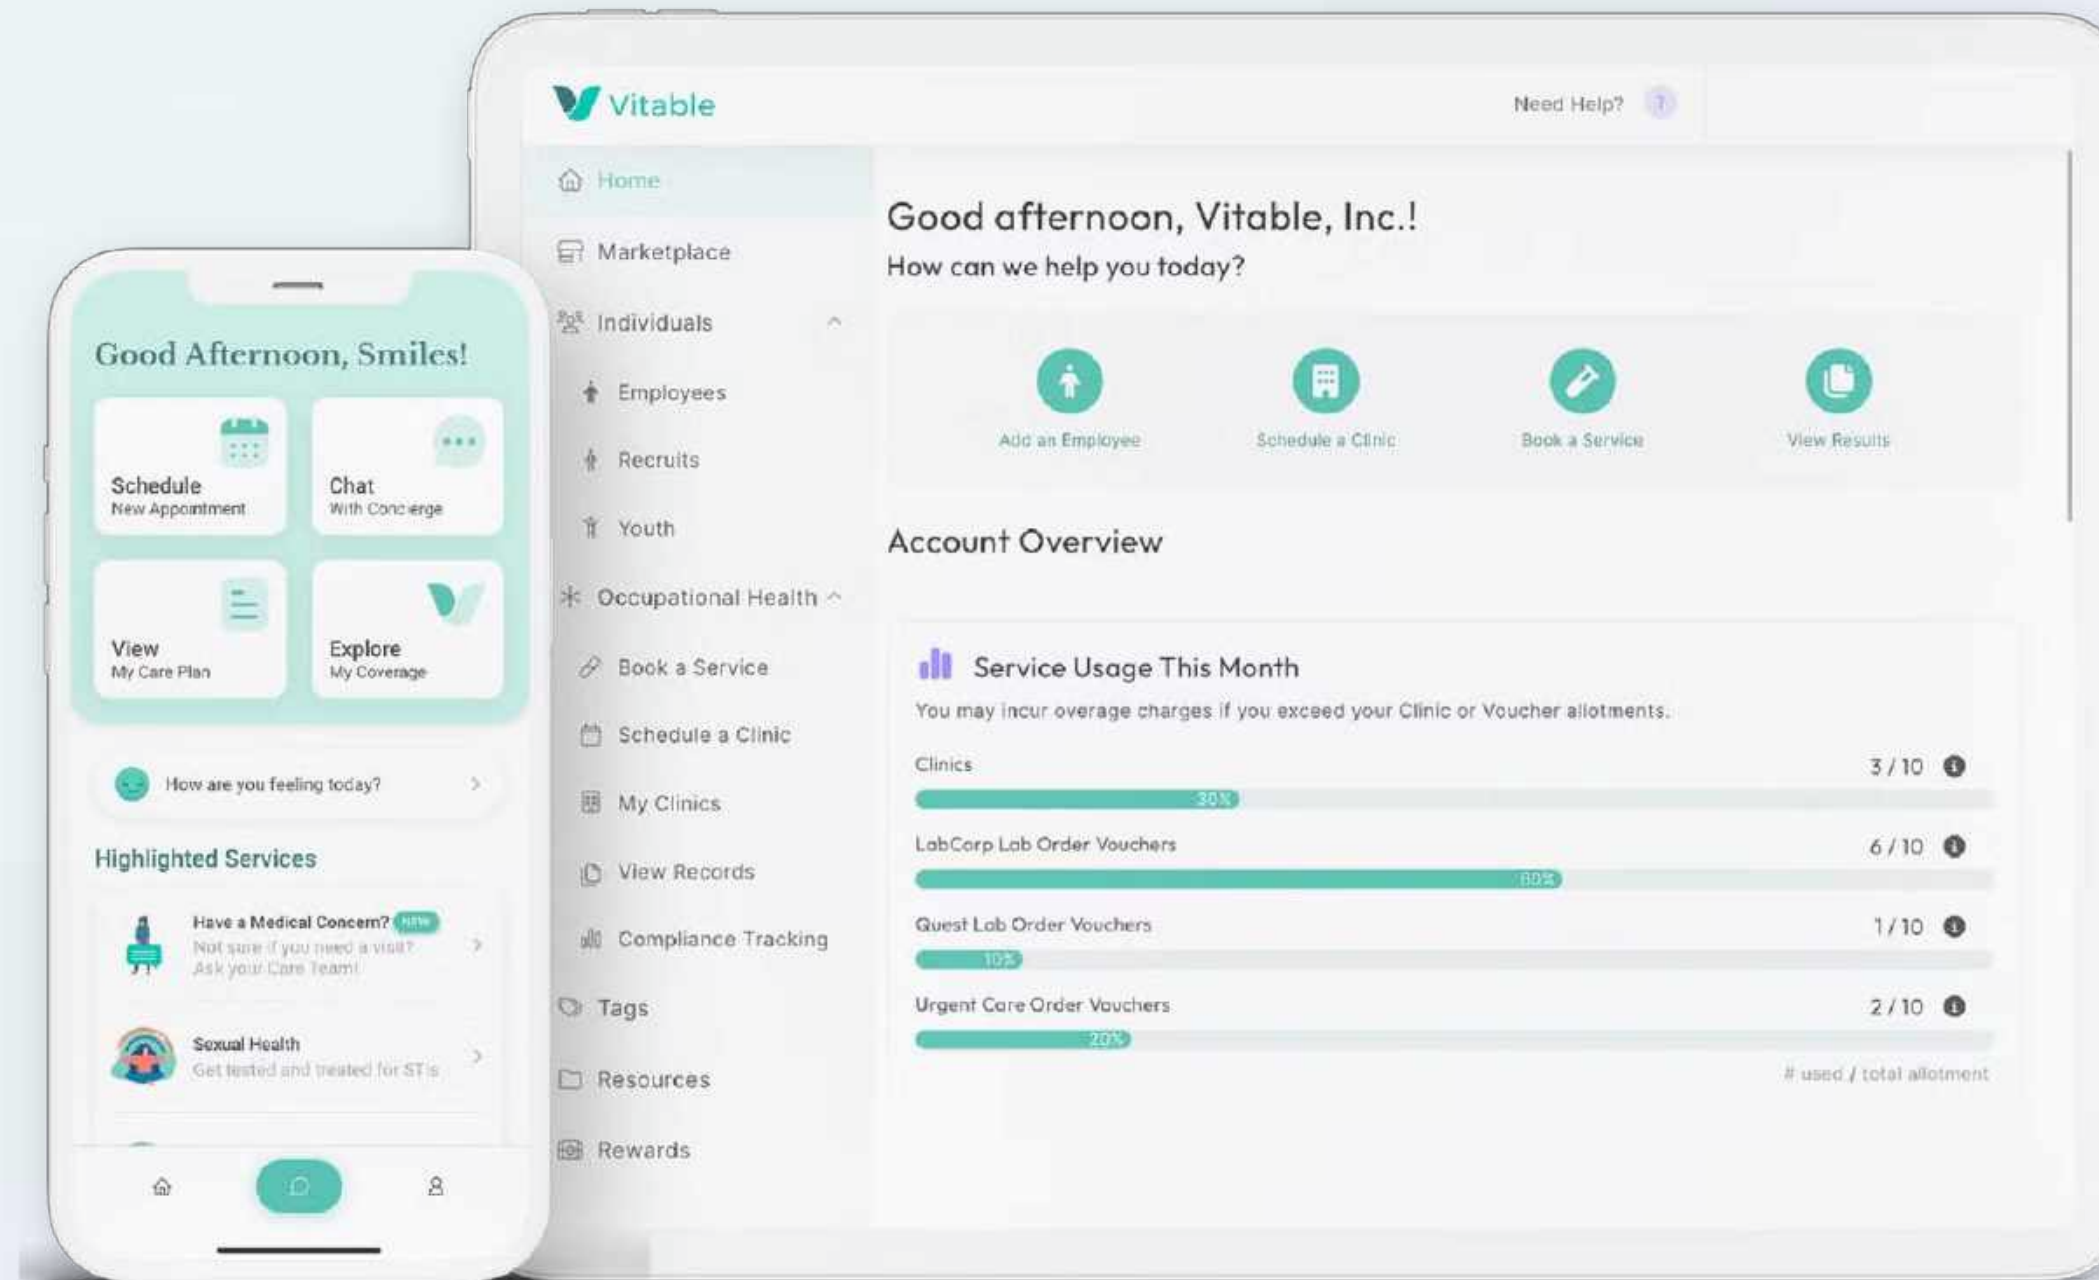 Good Afternoon, Smiles!
Schedule
New Appointment
Chat
With Concierge
View
My Care Plan
Explore
My Coverage
How are you feeling today?
Highlighted Services
Have a Medical Concern? NEW
Not sure if you need a visit?
Ask your Care Team!
Sexual Health
Get tested and treated for STIs
Vitable
Need Help? ?
Home
Marketplace
Individuals
Employees
Recruits
Youth
Occupational Health
Book a Service
Schedule a Clinic
My Clinics
View Records
Compliance Tracking
Tags
Resources
Rewards
Good afternoon, Vitable, Inc.!
How can we help you today?
Add an Employee
Schedule a Clinic
Book a Service
View Results
Account Overview
Service Usage This Month
You may incur overage charges if you exceed your Clinic or Voucher allotments.
Clinics 3 / 10
30%
LabCorp Lab Order Vouchers 6 / 10
60%
Quest Lab Order Vouchers 1 / 10
10%
Urgent Care Order Vouchers 2 / 10
20%
# used / total allotment